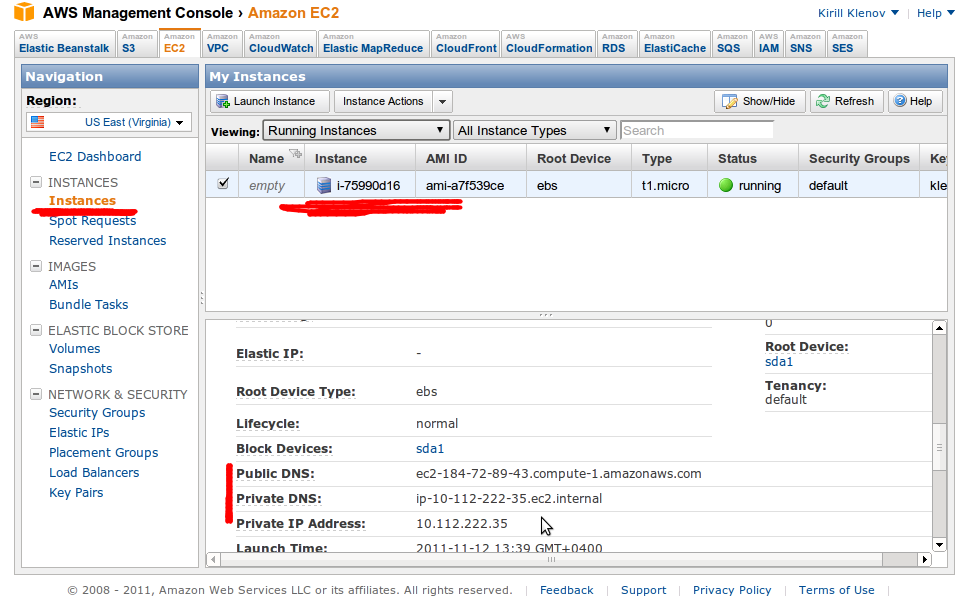 AWS Management Console › Amazon EC2
Kirill Klenov Help
AWS Elastic Beanstalk
Amazon S3
Amazon EC2
Amazon VPC
Amazon CloudWatch
Amazon Elastic MapReduce
Amazon CloudFront
AWS CloudFormation
Amazon RDS
Amazon ElastiCache
Amazon SQS
AWS IAM
Amazon SNS
Amazon SES
Navigation
Region:
US East (Virginia)
EC2 Dashboard
INSTANCES
Instances
Spot Requests
Reserved Instances
IMAGES
AMIs
Bundle Tasks
ELASTIC BLOCK STORE
Volumes
Snapshots
NETWORK & SECURITY
Security Groups
Elastic IPs
Placement Groups
Load Balancers
Key Pairs
My Instances
Launch Instance Instance Actions Show/Hide Refresh Help
Viewing: Running Instances All Instance Types Search
Name Instance AMI ID Root Device Type Status Security Groups Ke
empty i-75990d16 ami-a7f539ce ebs t1.micro running default kle
Elastic IP: -
Root Device Type: ebs
Lifecycle: normal
Block Devices: sda1
Public DNS: ec2-184-72-89-43.compute-1.amazonaws.com
Private DNS: ip-10-112-222-35.ec2.internal
Private IP Address: 10.112.222.35
Launch Time: 2011-11-12 13:39 GMT+0400
0
Root Device:
sda1
Tenancy:
default
© 2008 - 2011, Amazon Web Services LLC or its affiliates. All rights reserved. | Feedback | Support | Privacy Policy | Terms of Use |